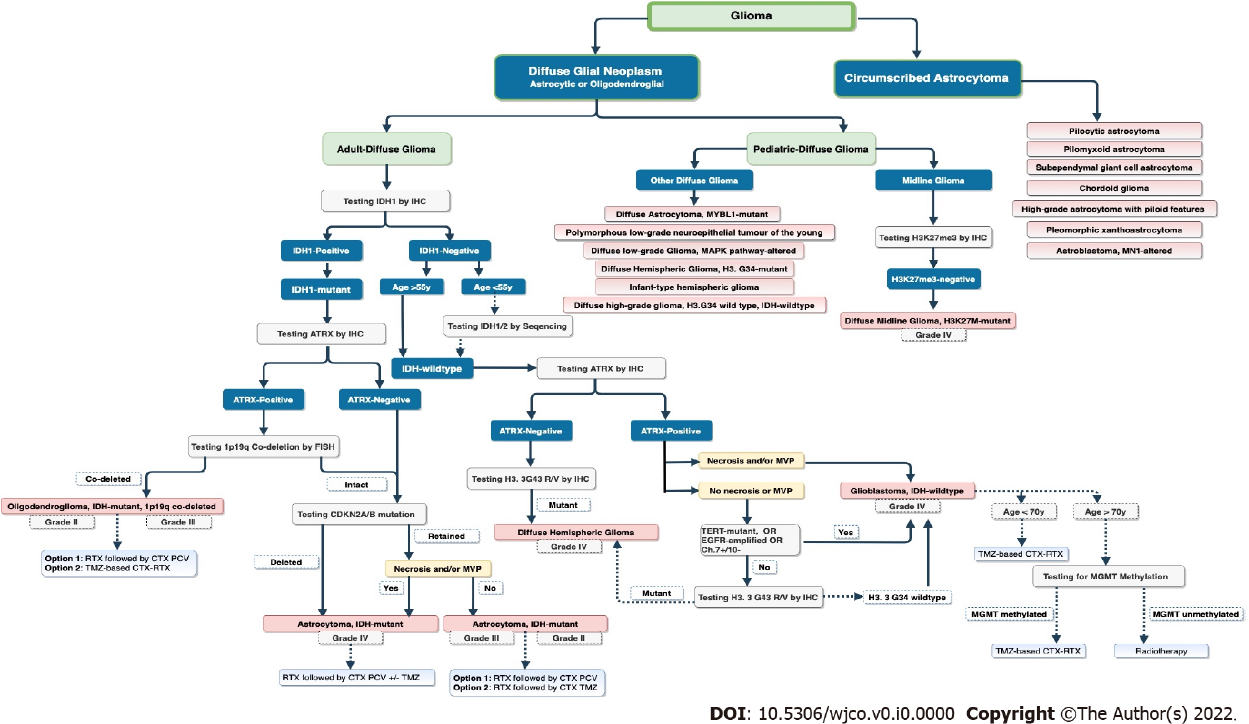 Glioma
Diffuse Glial Neoplasm
Astrocytic or Oligodendroglial
Circumscribed Astrocytoma
Pilocytic astrocytoma
Pilomyxoid astrocytoma
Subependymal giant cell astrocytoma
Chordoid glioma
High-grade astrocytoma with piloid features
Pleomorphic xanthoasstrocytoma
Astroblastoma, MN1-altered
Adult-Diffuse Glioma
Pediatric-Diffuse Glioma
Other Diffuse Glioma
Midline Glioma
Diffuse Astrocytoma, MYBL1-mutant
Polymorphous low-grade neuroepithelial tumour of the young
Diffuse low-grade Glioma, MAPK pathway-altered
Diffuse Hemispheric Glioma, H3. G34-mutant
Infant-type hemispheric glioma
Diffuse high-grade glioma, H3.G34 wild type, IDH-wildtype
Testing H3K27me3 by IHC
H3K27me3-negative
Diffuse Midline Glioma, H3K27M-mutant
Grade IV
Testing IDH1 by IHC
IDH1-Positive
IDH1-Negative
IDH1-mutant
Age >55y
Age <55y
Testing ATRX by IHC
Testing IDH1/2 by Seqencing
IDH-wildtype
Testing ATRX by IHC
ATRX-Positive
ATRX-Negative
ATRX-Negative
ATRX-Positive
Testing 1p19q Co-deletion by FISH
Co-deleted
Intact
Oligodendroglioma, IDH-mutant, 1p19q co-deleted
Grade II
Grade III
Option 1: RTX followed by CTX PCV
Option 2: TMZ-based CTX-RTX
Testing CDKN2A/B mutation
Deleted
Retained
Necrosis and/or MVP
Yes
No
Astrocytoma, IDH-mutant
Grade IV
RTX followed by CTX PCV +/- TMZ
Astrocytoma, IDH-mutant
Grade III
Grade II
Option 1: RTX followed by CTX PCV
Option 2: RTX followed by CTX TMZ
Testing H3. 3G43 R/V by IHC
Mutant
Diffuse Hemispheric Glioma
Grade IV
Necrosis and/or MVP
No necrosis or MVP
TERT-mutant, OR
EGFR-amplified OR
Ch.7+/10-
Yes
No
Mutant
Testing H3. 3 G43 R/V by IHC
H3. 3 G34 wildtype
Glioblastoma, IDH-wildtype
Grade IV
Age < 70y
Age > 70y
TMZ-based CTX-RTX
Testing for MGMT Methylation
MGMT methylated
MGMT unmethylated
TMZ-based CTX-RTX
Radiotherapy
DOI: 10.5306/wjco.v0.i0.0000 Copyright ©The Author(s) 2022.